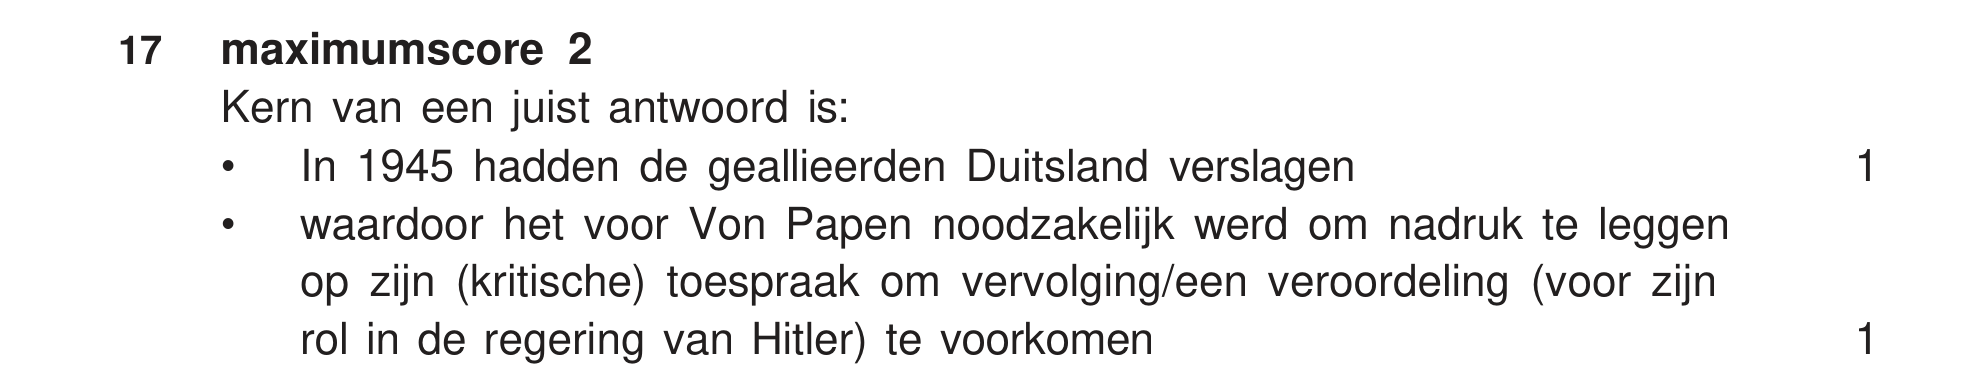 17 maximumscore 2
Kern van een juist antwoord is:
• In 1945 hadden de geallieerden Duitsland verslagen 1
• waardoor het voor Von Papen noodzakelijk werd om nadruk te leggen
op zijn (kritische) toespraak om vervolging/een veroordeling (voor zijn
rol in de regering van Hitler) te voorkomen 1